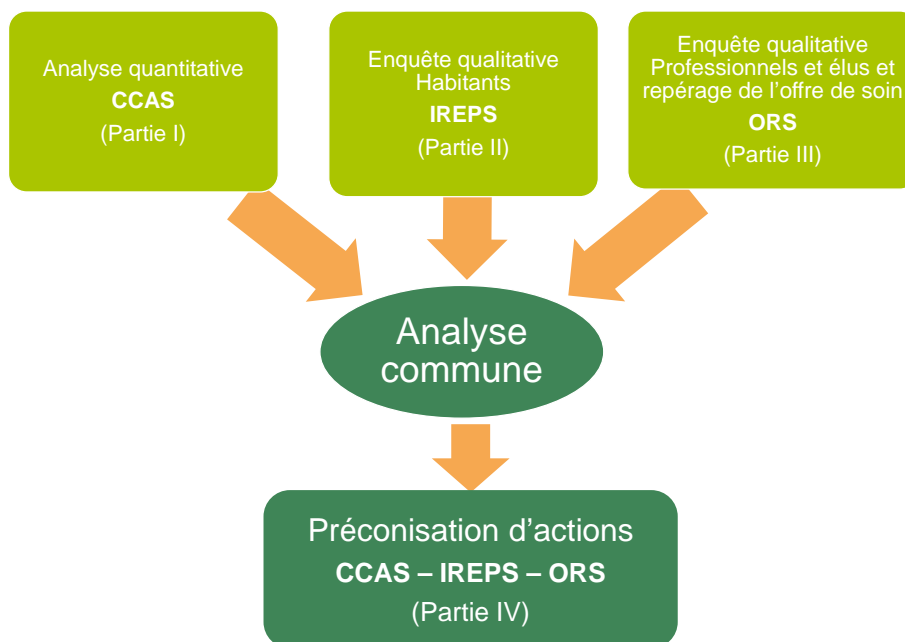 Analyse quantitative
CCAS
(Partie I)
Enquête qualitative
Habitants
IREPS
(Partie II)
Enquête qualitative
Professionnels et élus et
repérage de l'offre de soin
ORS
(Partie III)
Analyse
commune
Préconisation d'actions
CCAS – IREPS – ORS
(Partie IV)